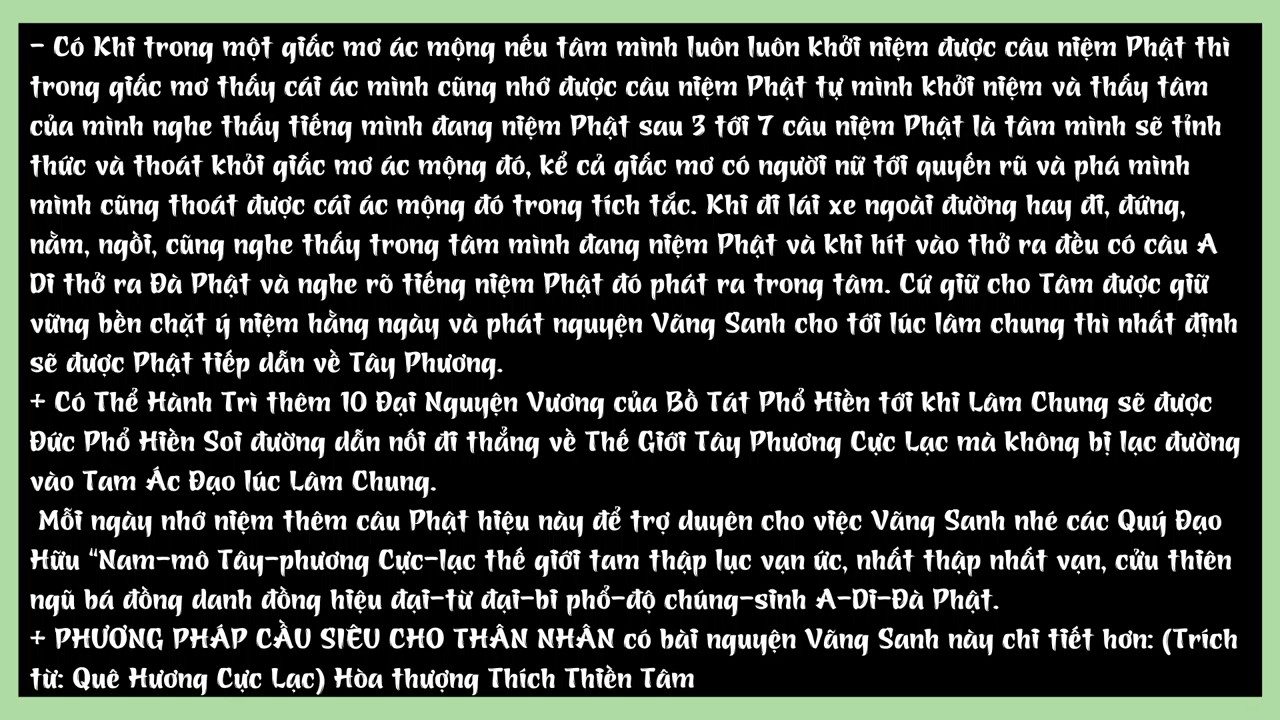 - Có Khi trong một giấc mơ ác mộng nếu tâm mình luôn luôn khởi niệm được câu niệm Phật thì
trong giấc mơ thấy cái ác mình cũng nhớ được câu niệm Phật tự mình khởi niệm và thấy tâm
của mình nghe thấy tiếng mình đang niệm Phật sau 3 tới 7 câu niệm Phật là tâm mình sẽ tỉnh
thức và thoát khỏi giấc mơ ác mộng đó, kể cả giấc mơ có người nữ tới quyến rũ và phá mình
mình cũng thoát được cái ác mộng đó trong tích tắc. Khi đi lái xe ngoài đường hay đi, đứng,
nằm, ngồi, cũng nghe thấy trong tâm mình đang niệm Phật và khi hít vào thở ra đều có câu A
Di thở ra Đà Phật và nghe rõ tiếng niệm Phật đó phát ra trong tâm. Cứ giữ cho Tâm được giữ
vững bền chặt ý niệm hằng ngày và phát nguyện Vãng Sanh cho tới lúc lâm chung thì nhất định
sẽ được Phật tiếp dẫn về Tây Phương.
+ Có Thể Hành Trì thêm 10 Đại Nguyện Vương của Bồ Tát Phổ Hiền tới khi Lâm Chung sẽ được
Đức Phổ Hiền Soi đường dẫn nối đi thẳng về Thế Giới Tây Phương Cực Lạc mà không bị lạc đường
vào Tam Ác Đạo lúc Lâm Chung.
Mỗi ngày nhớ niệm thêm câu Phật hiệu này để trợ duyên cho việc Vãng Sanh nhé các Quý Đạo
Hữu "Nam-mô Tây-phương Cực-lạc thế giới tam thập lục vạn ức, nhất thập nhất vạn, cửu thiên
ngũ bá đồng danh đồng hiệu đại-từ đại-bi phổ-độ chúng-sinh A-Di-Đà Phật.
+ PHƯƠNG PHÁP CẦU SIÊU CHO THÂN NHÂN có bài nguyện Vãng Sanh này chi tiết hơn: (Trích
từ: Quê Hương Cực Lạc) Hòa thượng Thích Thiền Tâm